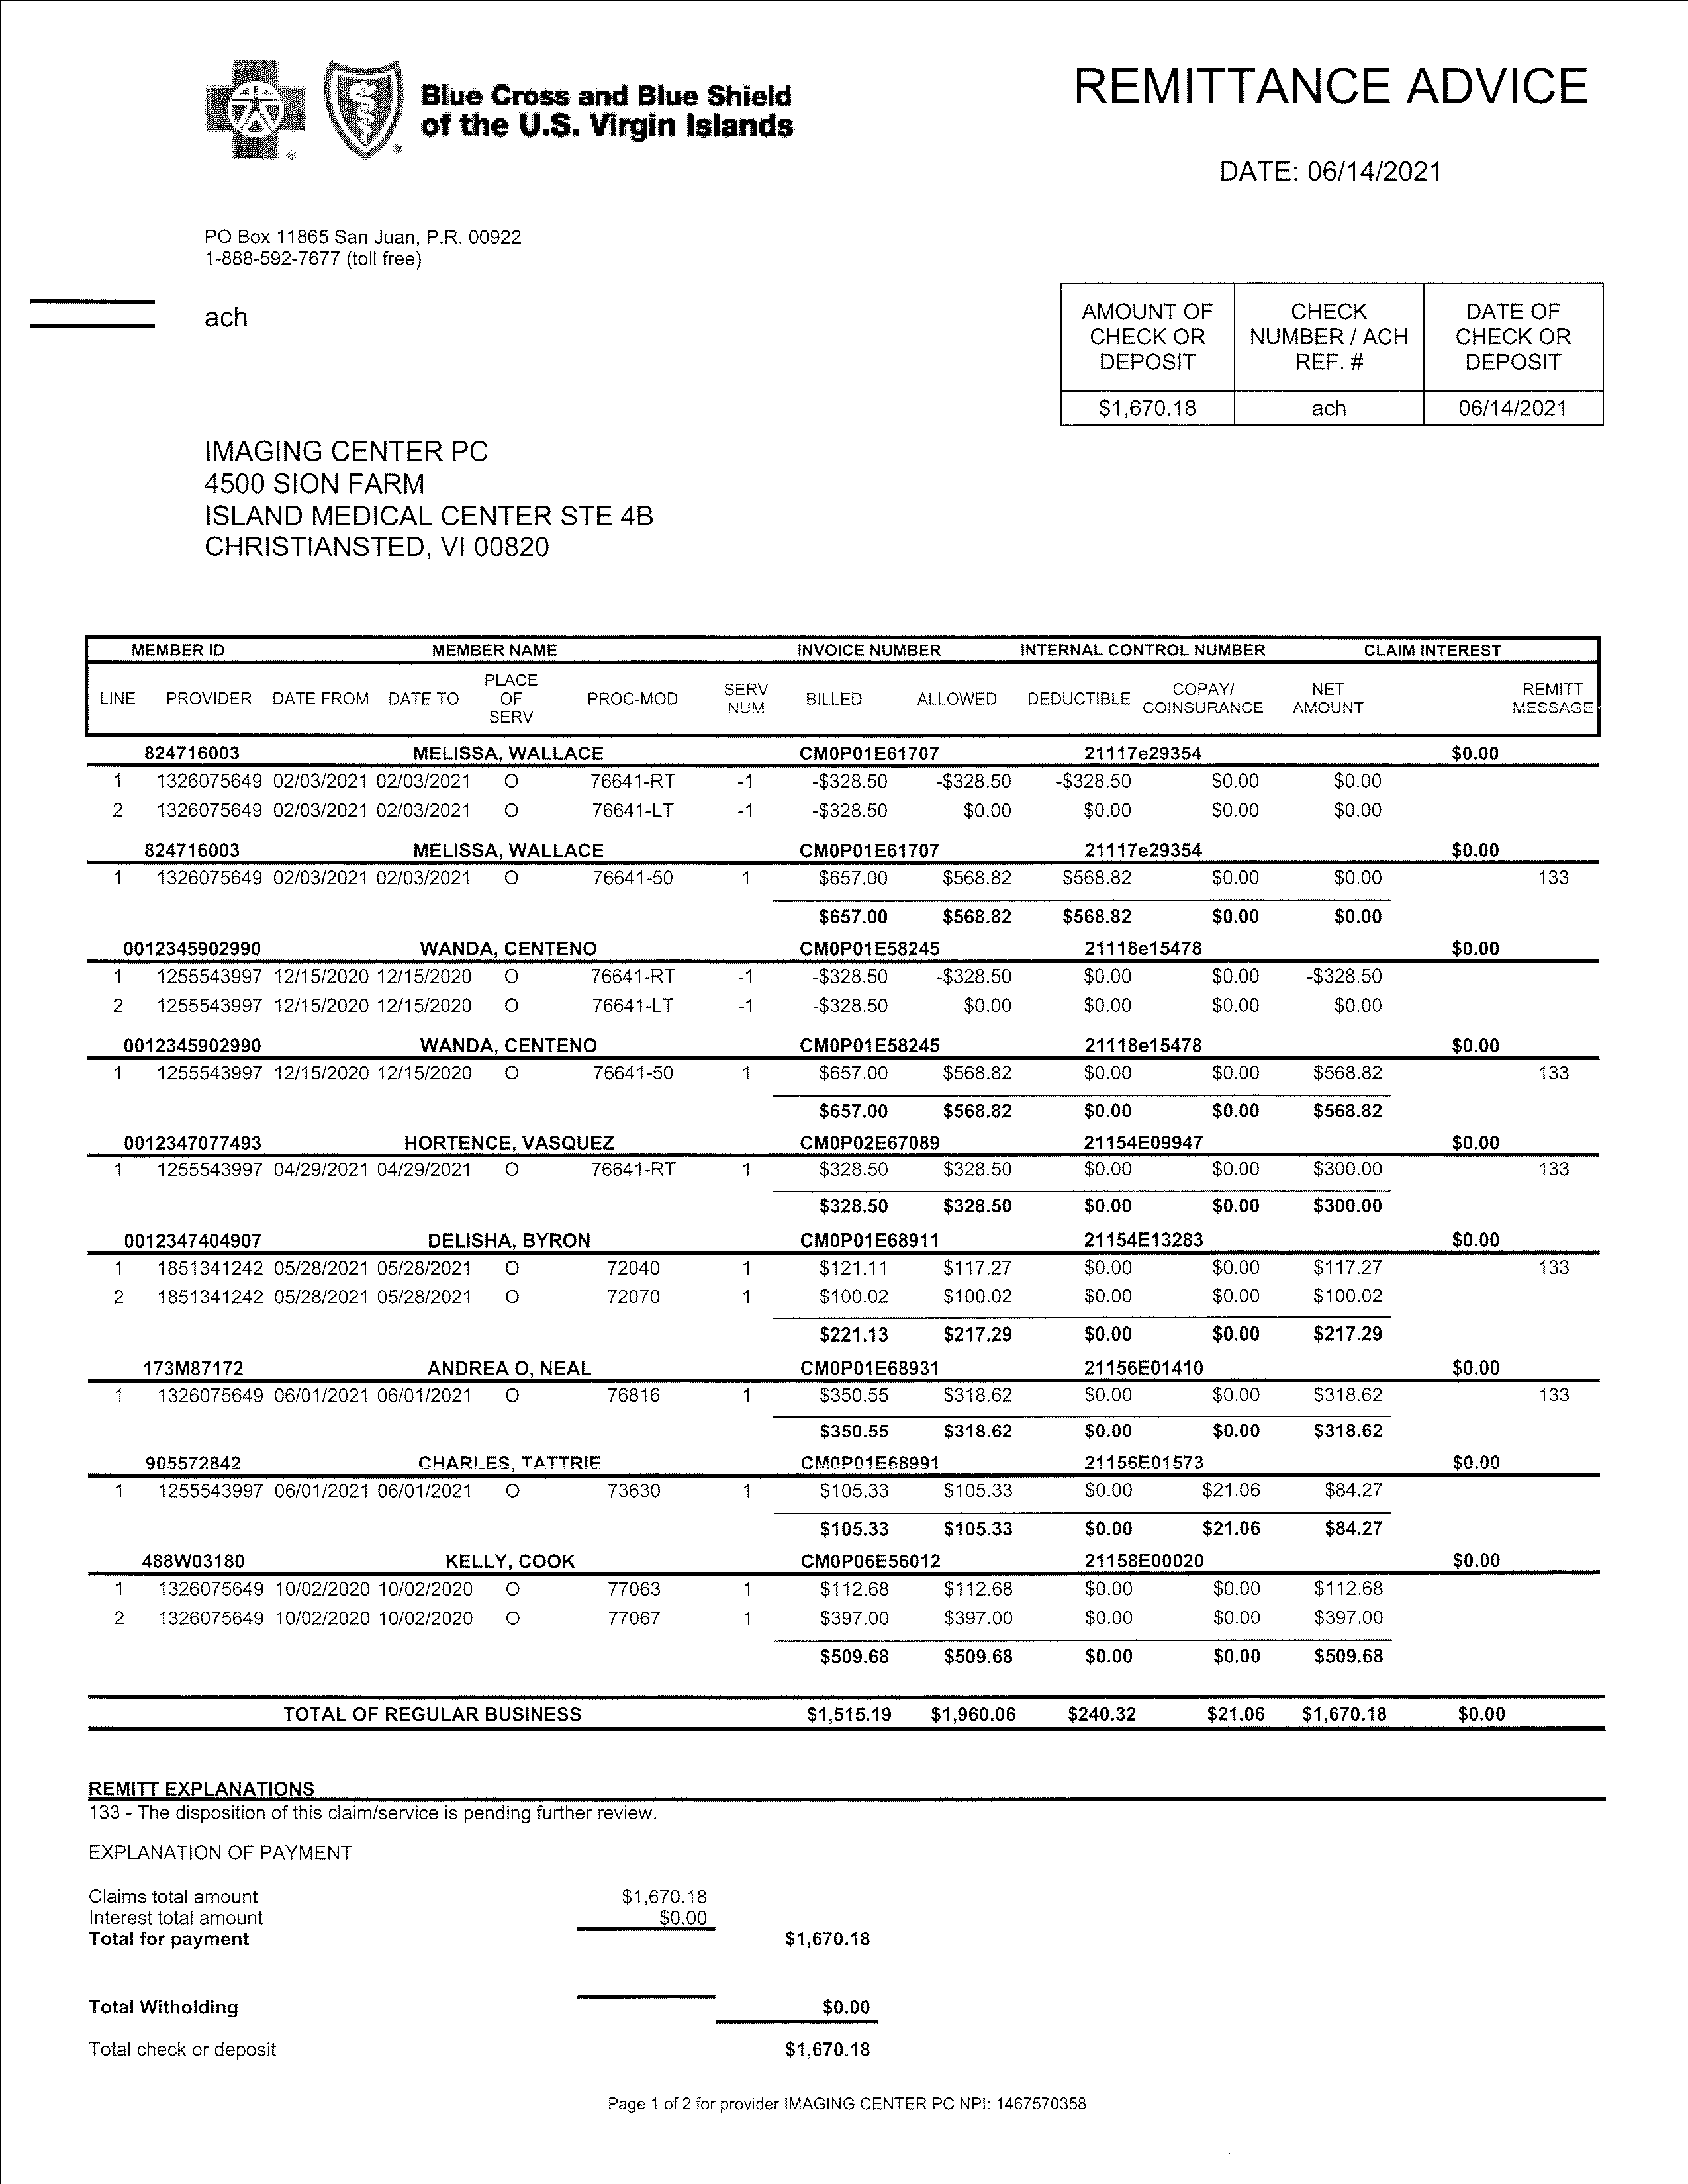 Blue Cross and Blue Shield
of the U.S. Virgin Islands
REMITTANCE ADVICE
DATE: 06/14/2021
PO Box 11865 San Juan, P.R. 00922
1-888-592-7677 (toll free)
ach
AMOUNT OF CHECK OR DEPOSIT CHECK NUMBER / ACH REF. # DATE OF CHECK OR DEPOSIT
$1,670.18 ach 06/14/2021
IMAGING CENTER PC
4500 SION FARM
ISLAND MEDICAL CENTER STE 4B
CHRISTIANSTED, VI 00820
MEMBER ID MEMBER NAME INVOICE NUMBER INTERNAL CONTROL NUMBER CLAIM INTEREST
LINE PROVIDER DATE FROM DATE TO PLACE OF SERV PROC-MOD SERV NUM BILLED ALLOWED DEDUCTIBLE COPAY/ COINSURANCE NET AMOUNT REMITT MESSAGE
824716003 MELISSA, WALLACE CM0P01E61707 21117e29354 $0.00
1 1326075649 02/03/2021 02/03/2021 O 76641-RT -1 -$328.50 -$328.50 -$328.50 $0.00 $0.00
2 1326075649 02/03/2021 02/03/2021 O 76641-LT -1 -$328.50 $0.00 $0.00 $0.00 $0.00
824716003 MELISSA, WALLACE CM0P01E61707 21117e29354 $0.00
1 1326075649 02/03/2021 02/03/2021 O 76641-50 1 $657.00 $568.82 $568.82 $0.00 $0.00 133
$657.00 $568.82 $568.82 $0.00 $0.00
0012345902990 WANDA, CENTENO CM0P01E58245 21118e15478 $0.00
1 1255543997 12/15/2020 12/15/2020 O 76641-RT -1 -$328.50 -$328.50 $0.00 $0.00 -$328.50
2 1255543997 12/15/2020 12/15/2020 O 76641-LT -1 -$328.50 $0.00 $0.00 $0.00 $0.00
0012345902990 WANDA, CENTENO CM0P01E58245 21118e15478 $0.00
1 1255543997 12/15/2020 12/15/2020 O 76641-50 1 $657.00 $568.82 $0.00 $0.00 $568.82 133
$657.00 $568.82 $0.00 $0.00 $568.82
0012347077493 HORTENCE, VASQUEZ CM0P02E67089 21154E09947 $0.00
1 1255543997 04/29/2021 04/29/2021 O 76641-RT 1 $328.50 $328.50 $0.00 $0.00 $300.00 133
$328.50 $328.50 $0.00 $0.00 $300.00
0012347404907 DELISHA, BYRON CM0P01E68911 21154E13283 $0.00
1 1851341242 05/28/2021 05/28/2021 O 72040 1 $121.11 $117.27 $0.00 $0.00 $117.27 133
2 1851341242 05/28/2021 05/28/2021 O 72070 1 $100.02 $100.02 $0.00 $0.00 $100.02
$221.13 $217.29 $0.00 $0.00 $217.29
173M87172 ANDREA O, NEAL CM0P01E68931 21156E01410 $0.00
1 1326075649 06/01/2021 06/01/2021 O 76816 1 $350.55 $318.62 $0.00 $0.00 $318.62 133
$350.55 $318.62 $0.00 $0.00 $318.62
905572842 CHARLES, TATTRIE CM0P01E68991 21156E01573 $0.00
1 1255543997 06/01/2021 06/01/2021 O 73630 1 $105.33 $105.33 $0.00 $21.06 $84.27
$105.33 $105.33 $0.00 $21.06 $84.27
488W03180 KELLY, COOK CM0P06E56012 21158E00020 $0.00
1 1326075649 10/02/2020 10/02/2020 O 77063 1 $112.68 $112.68 $0.00 $0.00 $112.68
2 1326075649 10/02/2020 10/02/2020 O 77067 1 $397.00 $397.00 $0.00 $0.00 $397.00
$509.68 $509.68 $0.00 $0.00 $509.68
TOTAL OF REGULAR BUSINESS $1,515.19 $1,960.06 $240.32 $21.06 $1,670.18 $0.00
REMITT EXPLANATIONS
133 - The disposition of this claim/service is pending further review.
EXPLANATION OF PAYMENT
Claims total amount $1,670.18
Interest total amount $0.00
Total for payment $1,670.18
Total Witholding $0.00
Total check or deposit $1,670.18
Page 1 of 2 for provider IMAGING CENTER PC NPI: 1467570358